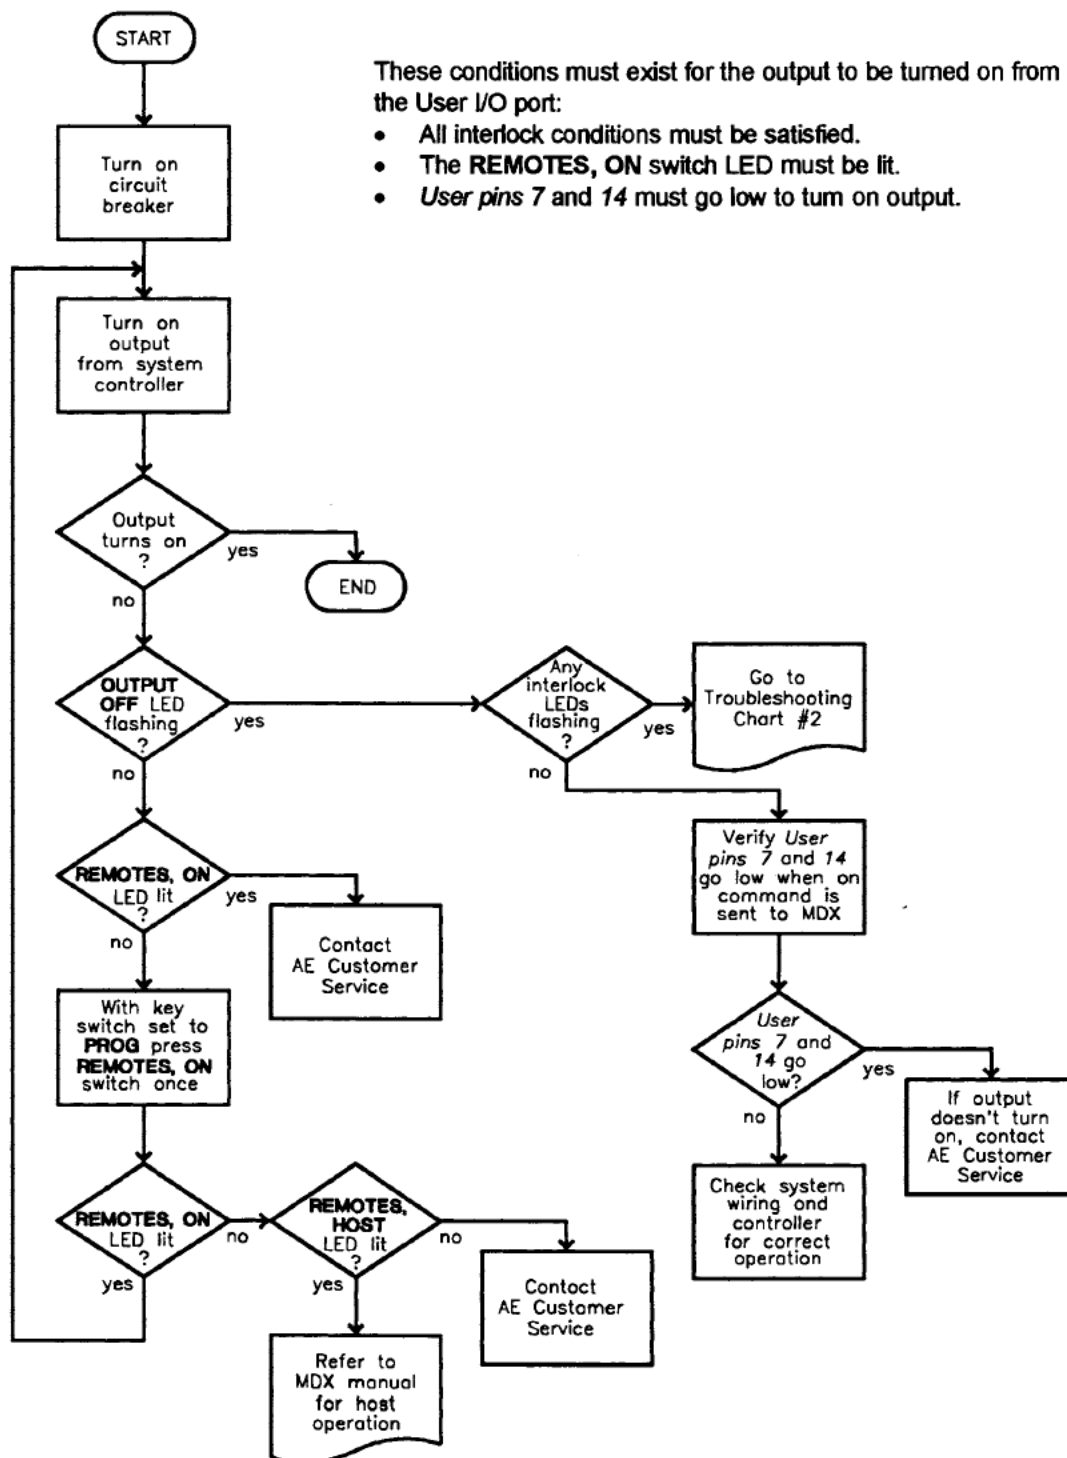 START
These conditions must exist for the output to be turned on from
the User I/O port:
• All interlock conditions must be satisfied.
• The REMOTES, ON switch LED must be lit.
• User pins 7 and 14 must go low to turn on output.
Turn on
circuit
breaker
Turn on
output
from system
controller
Output
turns on
?
yes
no
END
OUTPUT
OFF LED
flashing
?
yes
no
Any
interlock
LEDs
flashing
?
yes
no
Go to
Troubleshooting
Chart #2
Verify User
pins 7 and 14
go low when on
command is
sent to MDX
REMOTES, ON
LED lit
?
yes
no
Contact
AE Customer
Service
With key
switch set to
PROG press
REMOTES, ON
switch once
User
pins 7 and
14 go
low?
yes
no
If output
doesn't turn
on, contact
AE Customer
Service
Check system
wiring ond
controller
for correct
operation
REMOTES, ON
LED lit
?
no
yes
REMOTES,
HOST
LED lit
?
no
yes
Contact
AE Customer
Service
Refer to
MDX manual
for host
operation